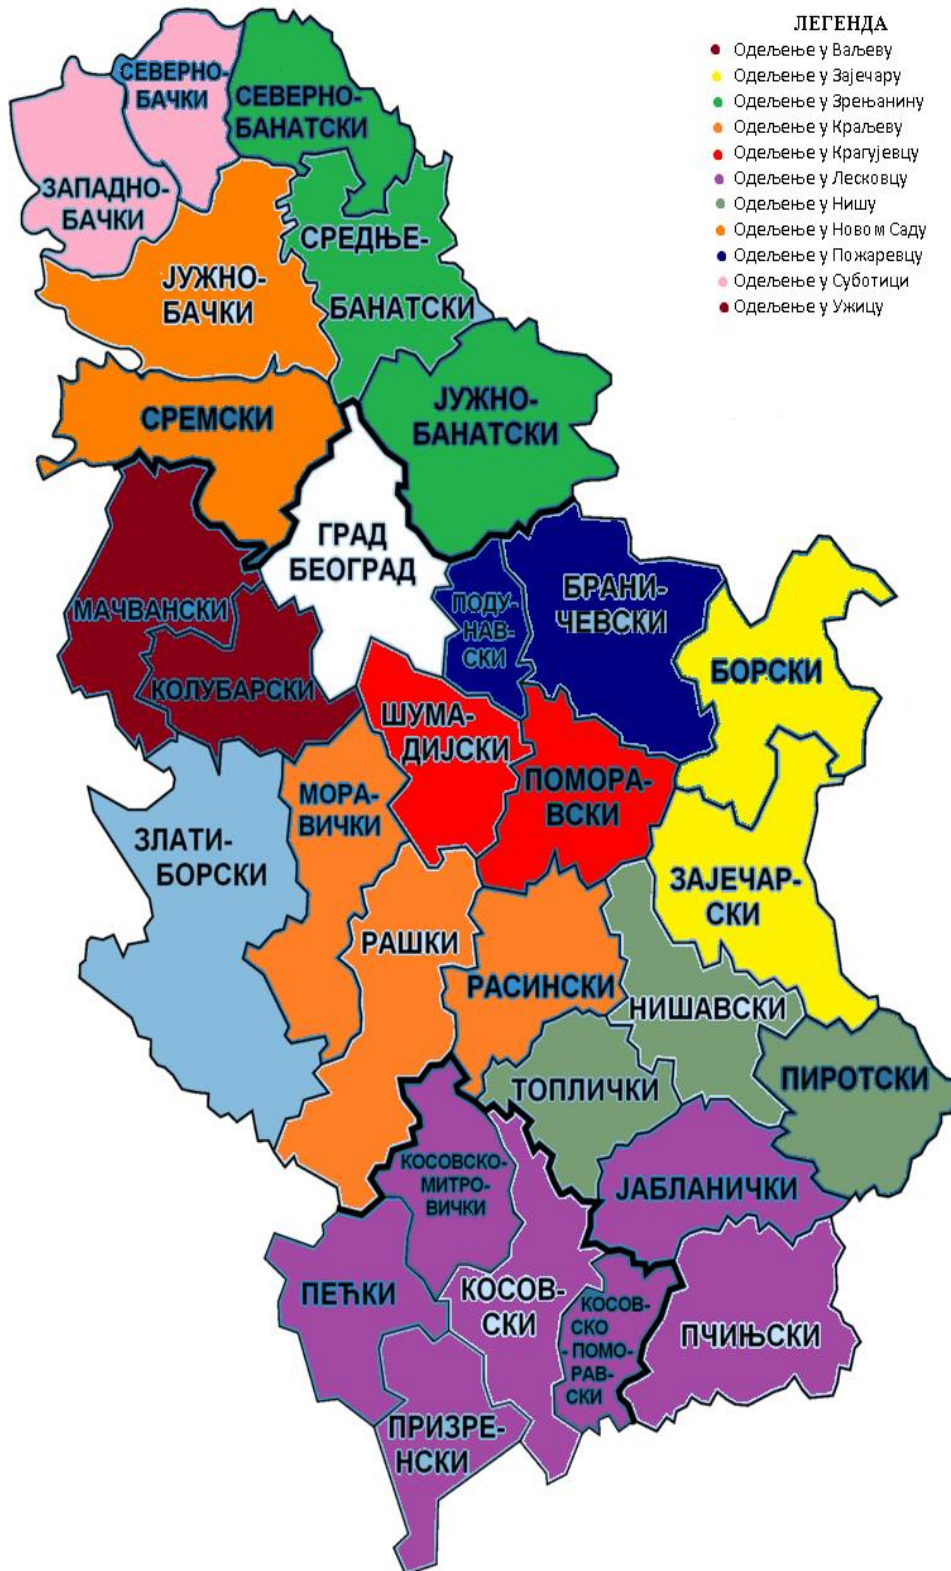 ЛЕГЕНДА
Одељење у Ваљеву
Одељење у Зајечару
Одељење у Зрењанину
Одељење у Краљеву
Одељење у Крагујевцу
Одељење у Лесковцу
Одељење у Нишу
Одељење у Новом Саду
Одељење у Пожаревцу
Одељење у Суботици
Одељење у Ужицу
СЕВЕРНО-
БАЧКИ
СЕВЕРНО-
БАНАТСКИ
ЗАПАДНО-
БАЧКИ
СРЕДЊЕ-
БАНАТСКИ
ЈУЖНО-
БАЧКИ
ЈУЖНО-
БАНАТСКИ
СРЕМСКИ
ГРАД
БЕОГРАД
МАЧВАНСКИ
КОЛУБАРСКИ
ПОДУ-
НАВ-
СКИ
БРАНИ-
ЧЕВСКИ
БОРСКИ
ШУМА-
ДИЈСКИ
ПОМОРА-
ВСКИ
МОРА-
ВИЧКИ
ЗЛАТИ-
БОРСКИ
ЗАЈЕЧАР-
СКИ
РАШКИ
РАСИНСКИ
НИШАВСКИ
ТОПЛИЧКИ
ПИРОТСКИ
КОСОВСКО-
МИТРО-
ВИЧКИ
ЈАБЛАНИЧКИ
ПЕЋКИ
КОСОВ-
СКИ
КОСОВ-
СКО
-ПОМО-
РАВ-
СКИ
ПЧИЊСКИ
ПРИЗРЕ-
НСКИ